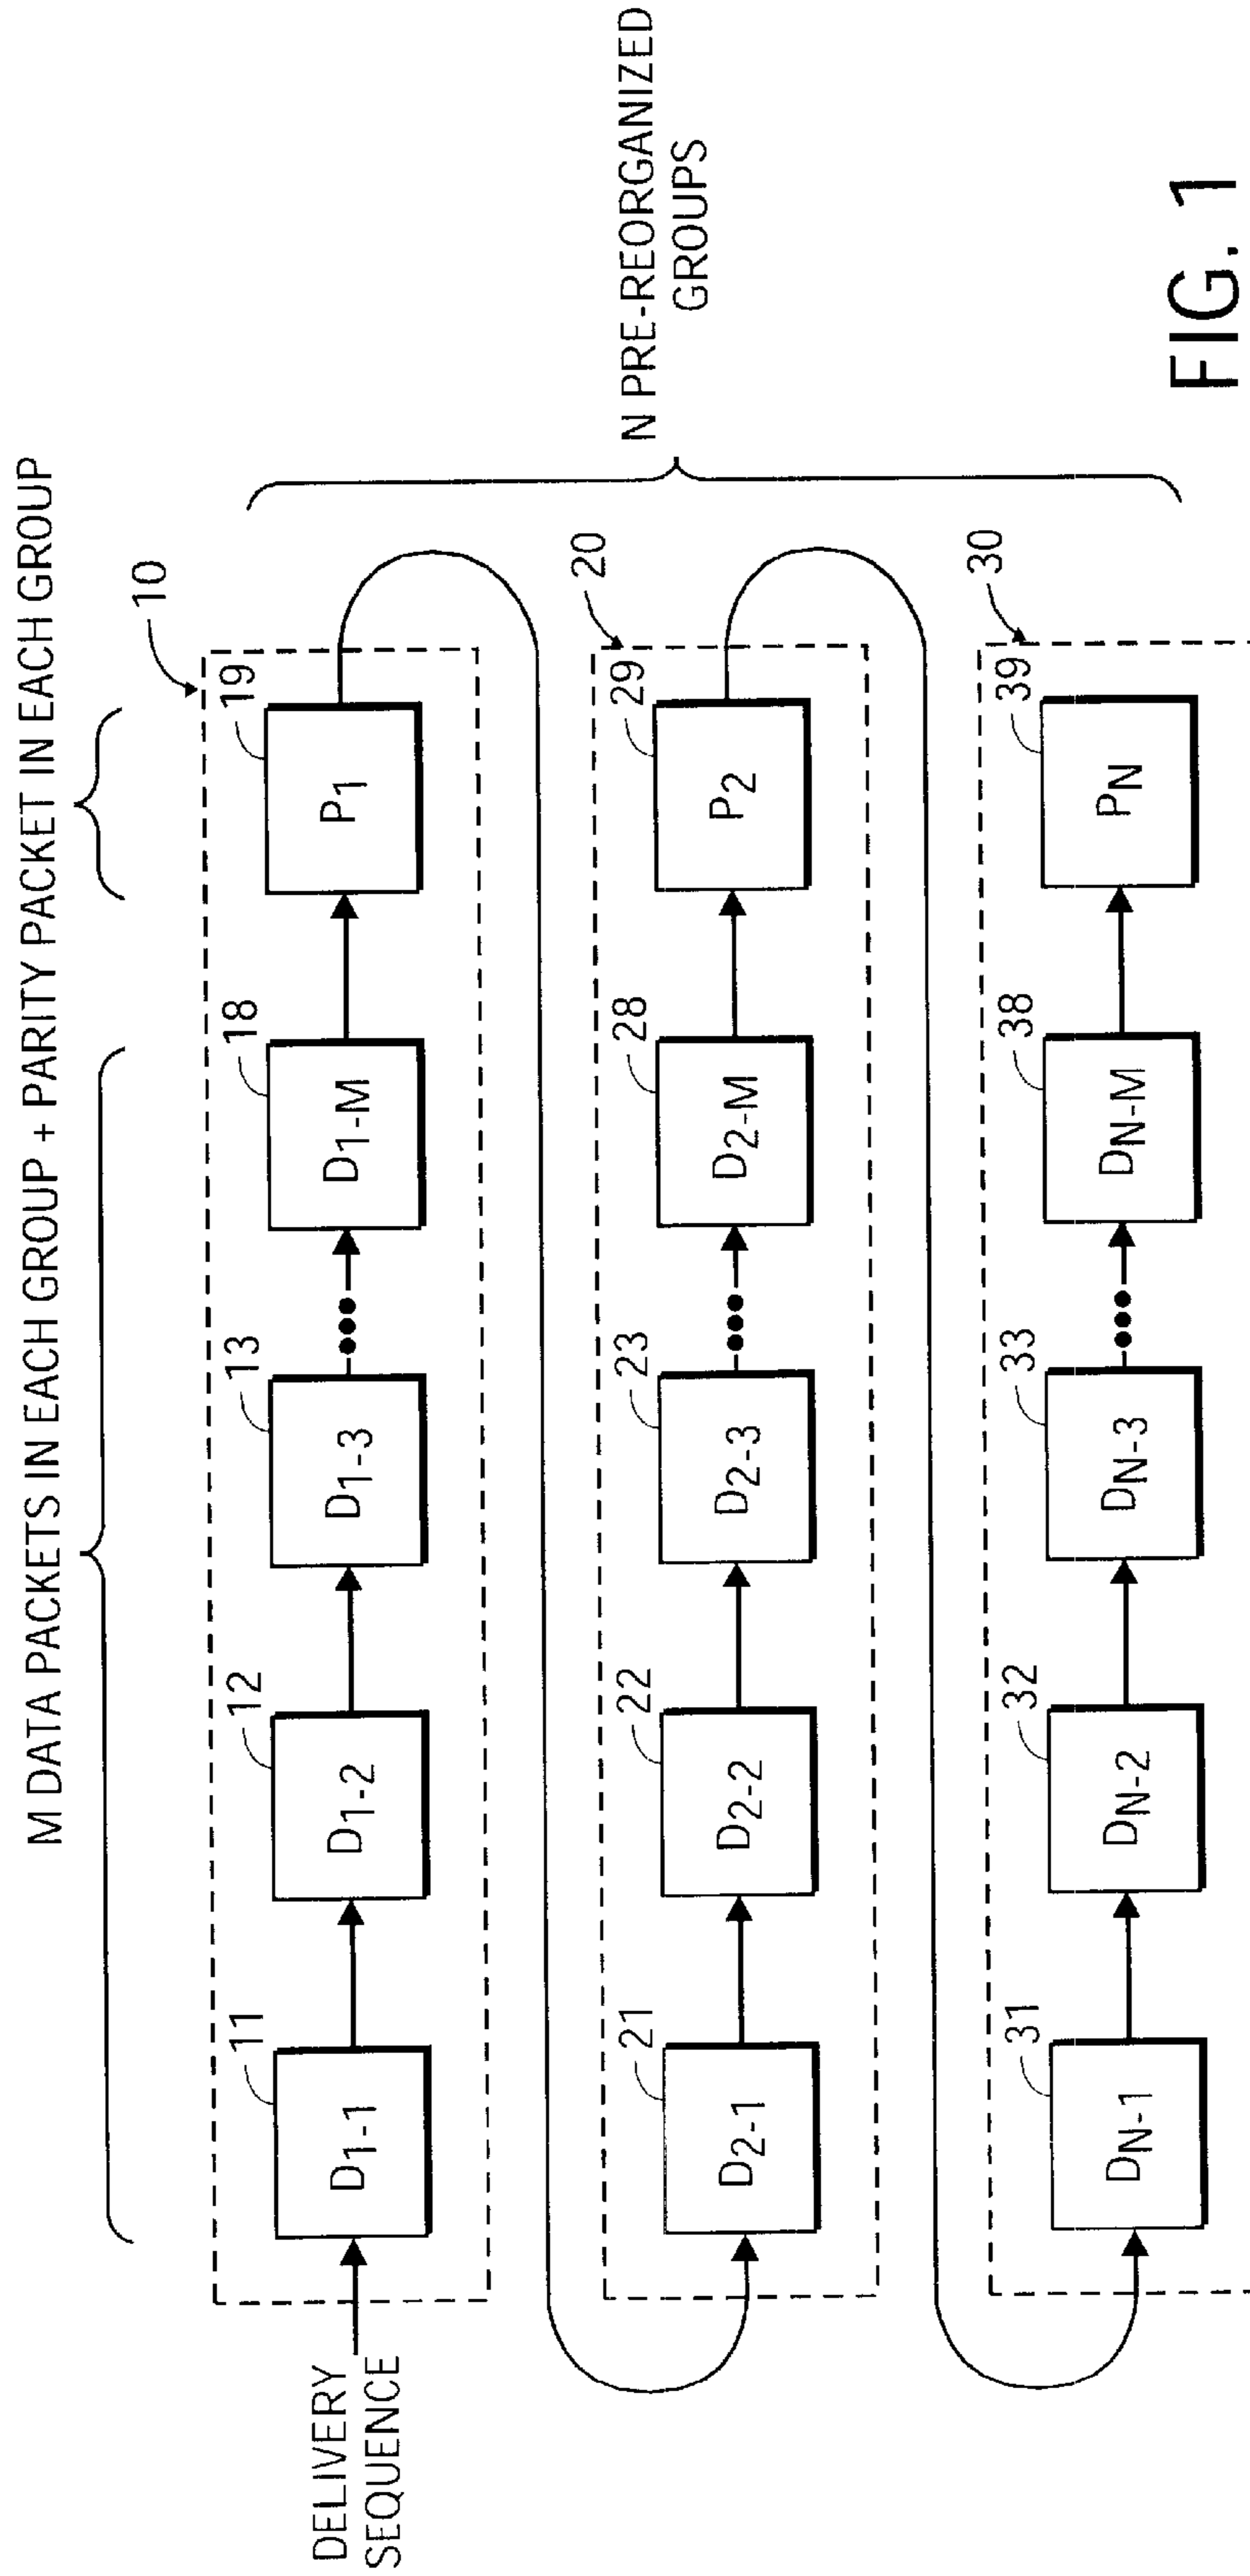 M DATA PACKETS IN EACH GROUP + PARITY PACKET IN EACH GROUP
10
11 12 13 18 19
DELIVERY
SEQUENCE
D1-1 D1-2 D1-3 D1-M P1
20
21 22 23 28 29
D2-1 D2-2 D2-3 D2-M P2
N PRE-REORGANIZED
GROUPS
30
31 32 33 38 39
DN-1 DN-2 DN-3 DN-M PN
FIG. 1